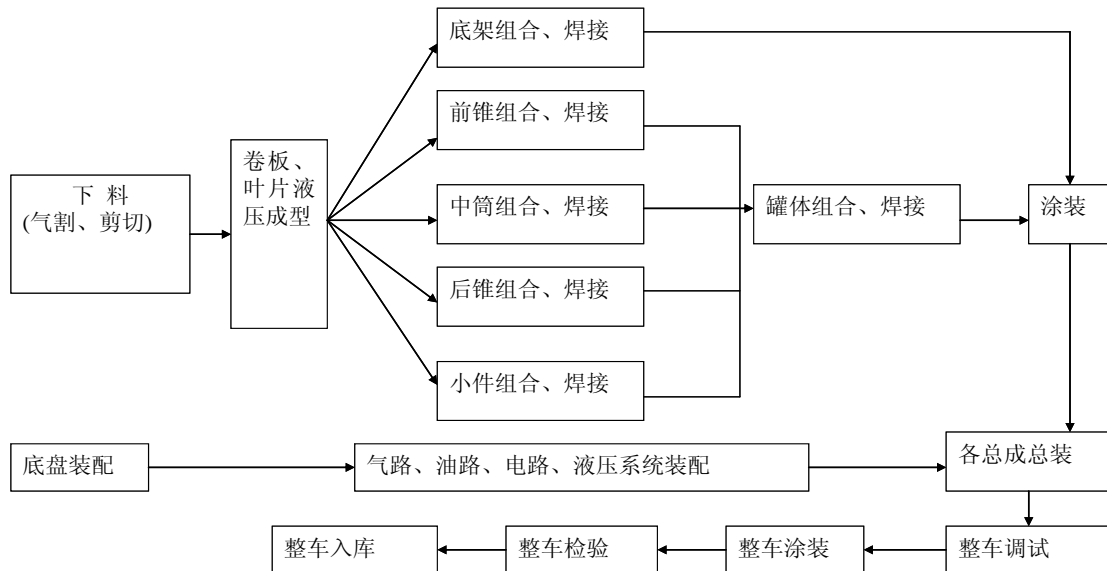 底架组合、焊接
前锥组合、焊接
卷板、
叶片液
压成型
下 料
(气割、剪切)
中筒组合、焊接
罐体组合、焊接
涂装
后锥组合、焊接
小件组合、焊接
底盘装配
气路、油路、电路、液压系统装配
各总成总装
整车入库
整车检验
整车涂装
整车调试